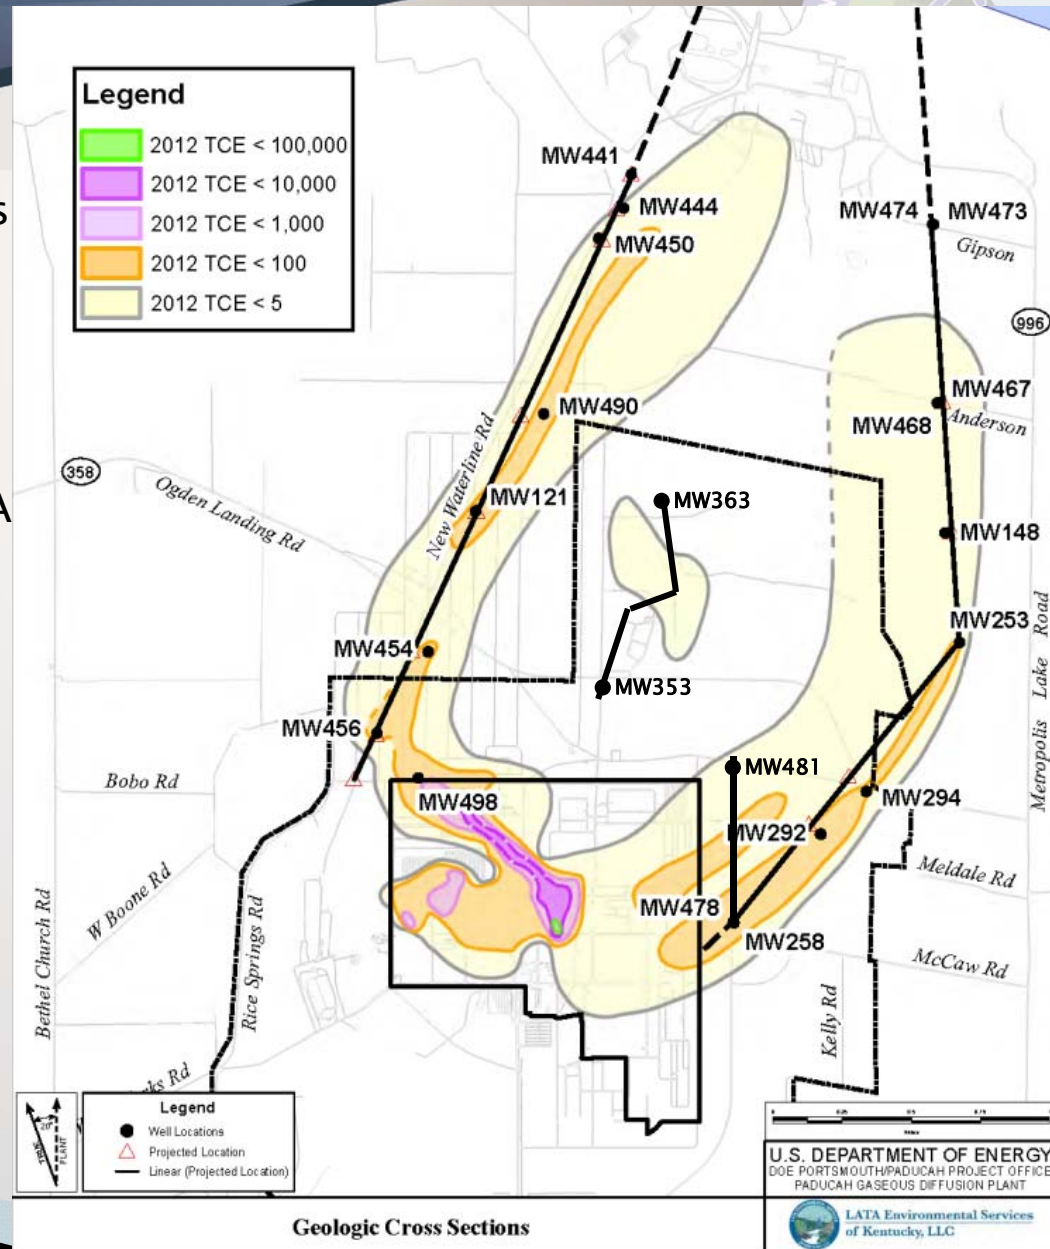 s
A
Legend
2012 TCE < 100,000
2012 TCE < 10,000
2012 TCE < 1,000
2012 TCE < 100
2012 TCE < 5
MW441
MW444
MW450
MW474
MW473
Gipson
996
MW467
MW468
Anderson
MW490
New Waterline Rd
358
Ogden Landing Rd
MW121
MW363
MW148
MW253
MW454
MW353
Metropolis Lake Road
MW456
Bobo Rd
MW481
MW498
MW294
MW292
Meldale Rd
W Boone Rd
MW478
MW258
McCaw Rd
Bethel Church Rd
Rice Springs Rd
Kelly Rd
rks Rd
TRUE
20°
PLANT
Legend
Well Locations
Projected Location
Linear (Projected Location)
U.S. DEPARTMENT OF ENERGY
DOE PORTSMOUTH/PADUCAH PROJECT OFFICE
PADUCAH GASEOUS DIFFUSION PLANT
Geologic Cross Sections
LATA Environmental Services
of Kentucky, LLC